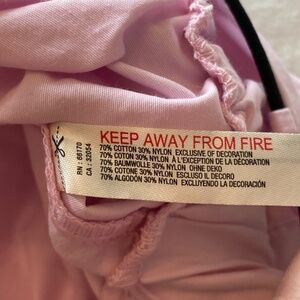 KEEP AWAY FROM FIRE
70% COTTON 30% NYLON EXCLUSIVE OF DECORATION
70% COTON 30% NYLON À L'EXCEPTION DE LA DÉCORATION
70% BAUMWOLLE 30% NYLON OHNE DEKO
70% COTONE 30% NYLON ESCLUSO IL DECORO
70% ALGODÓN 30% NYLON EXCLUYENDO LA DECORACIÓN
RN : 66170
CA : 32054